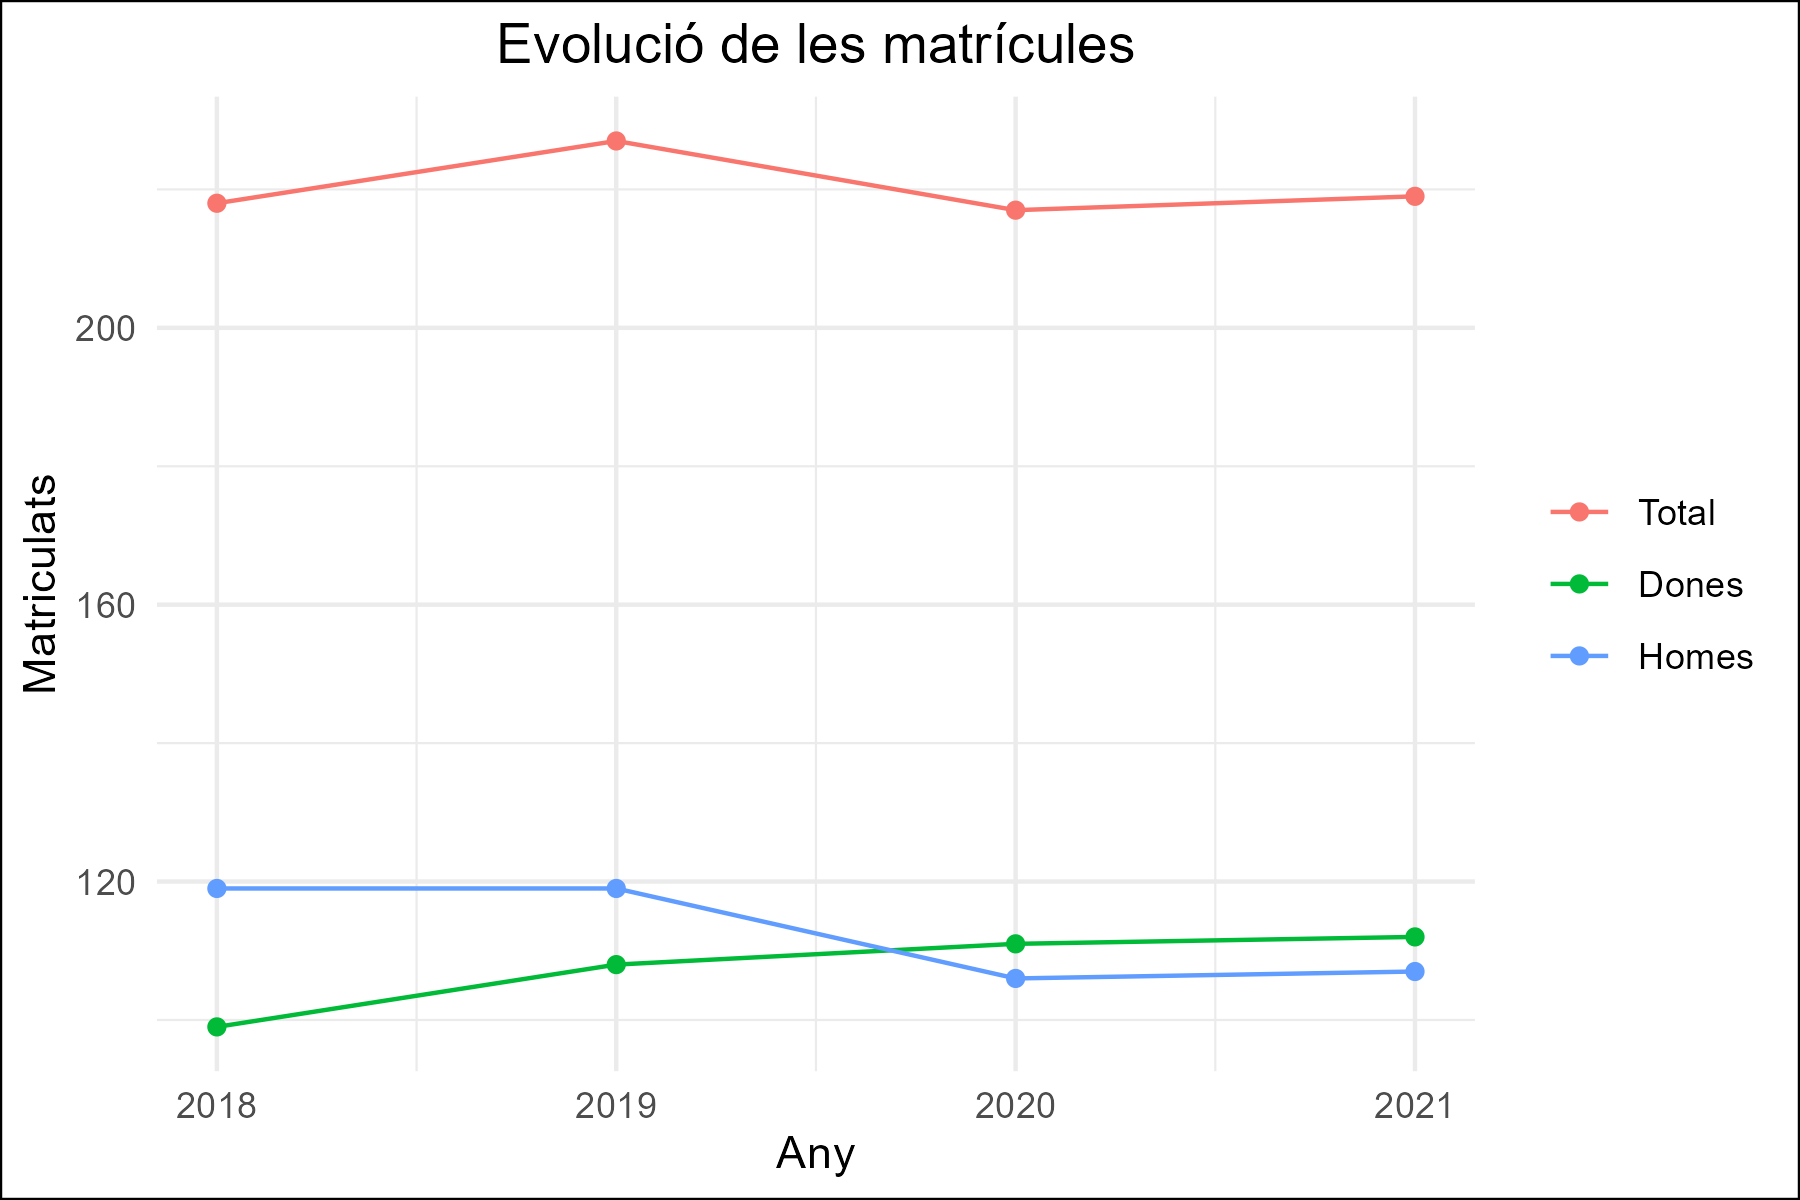 Evolució de les matrícules
Matriculats
200
160
120
2018
2019
2020
2021
Any
Total
Dones
Homes